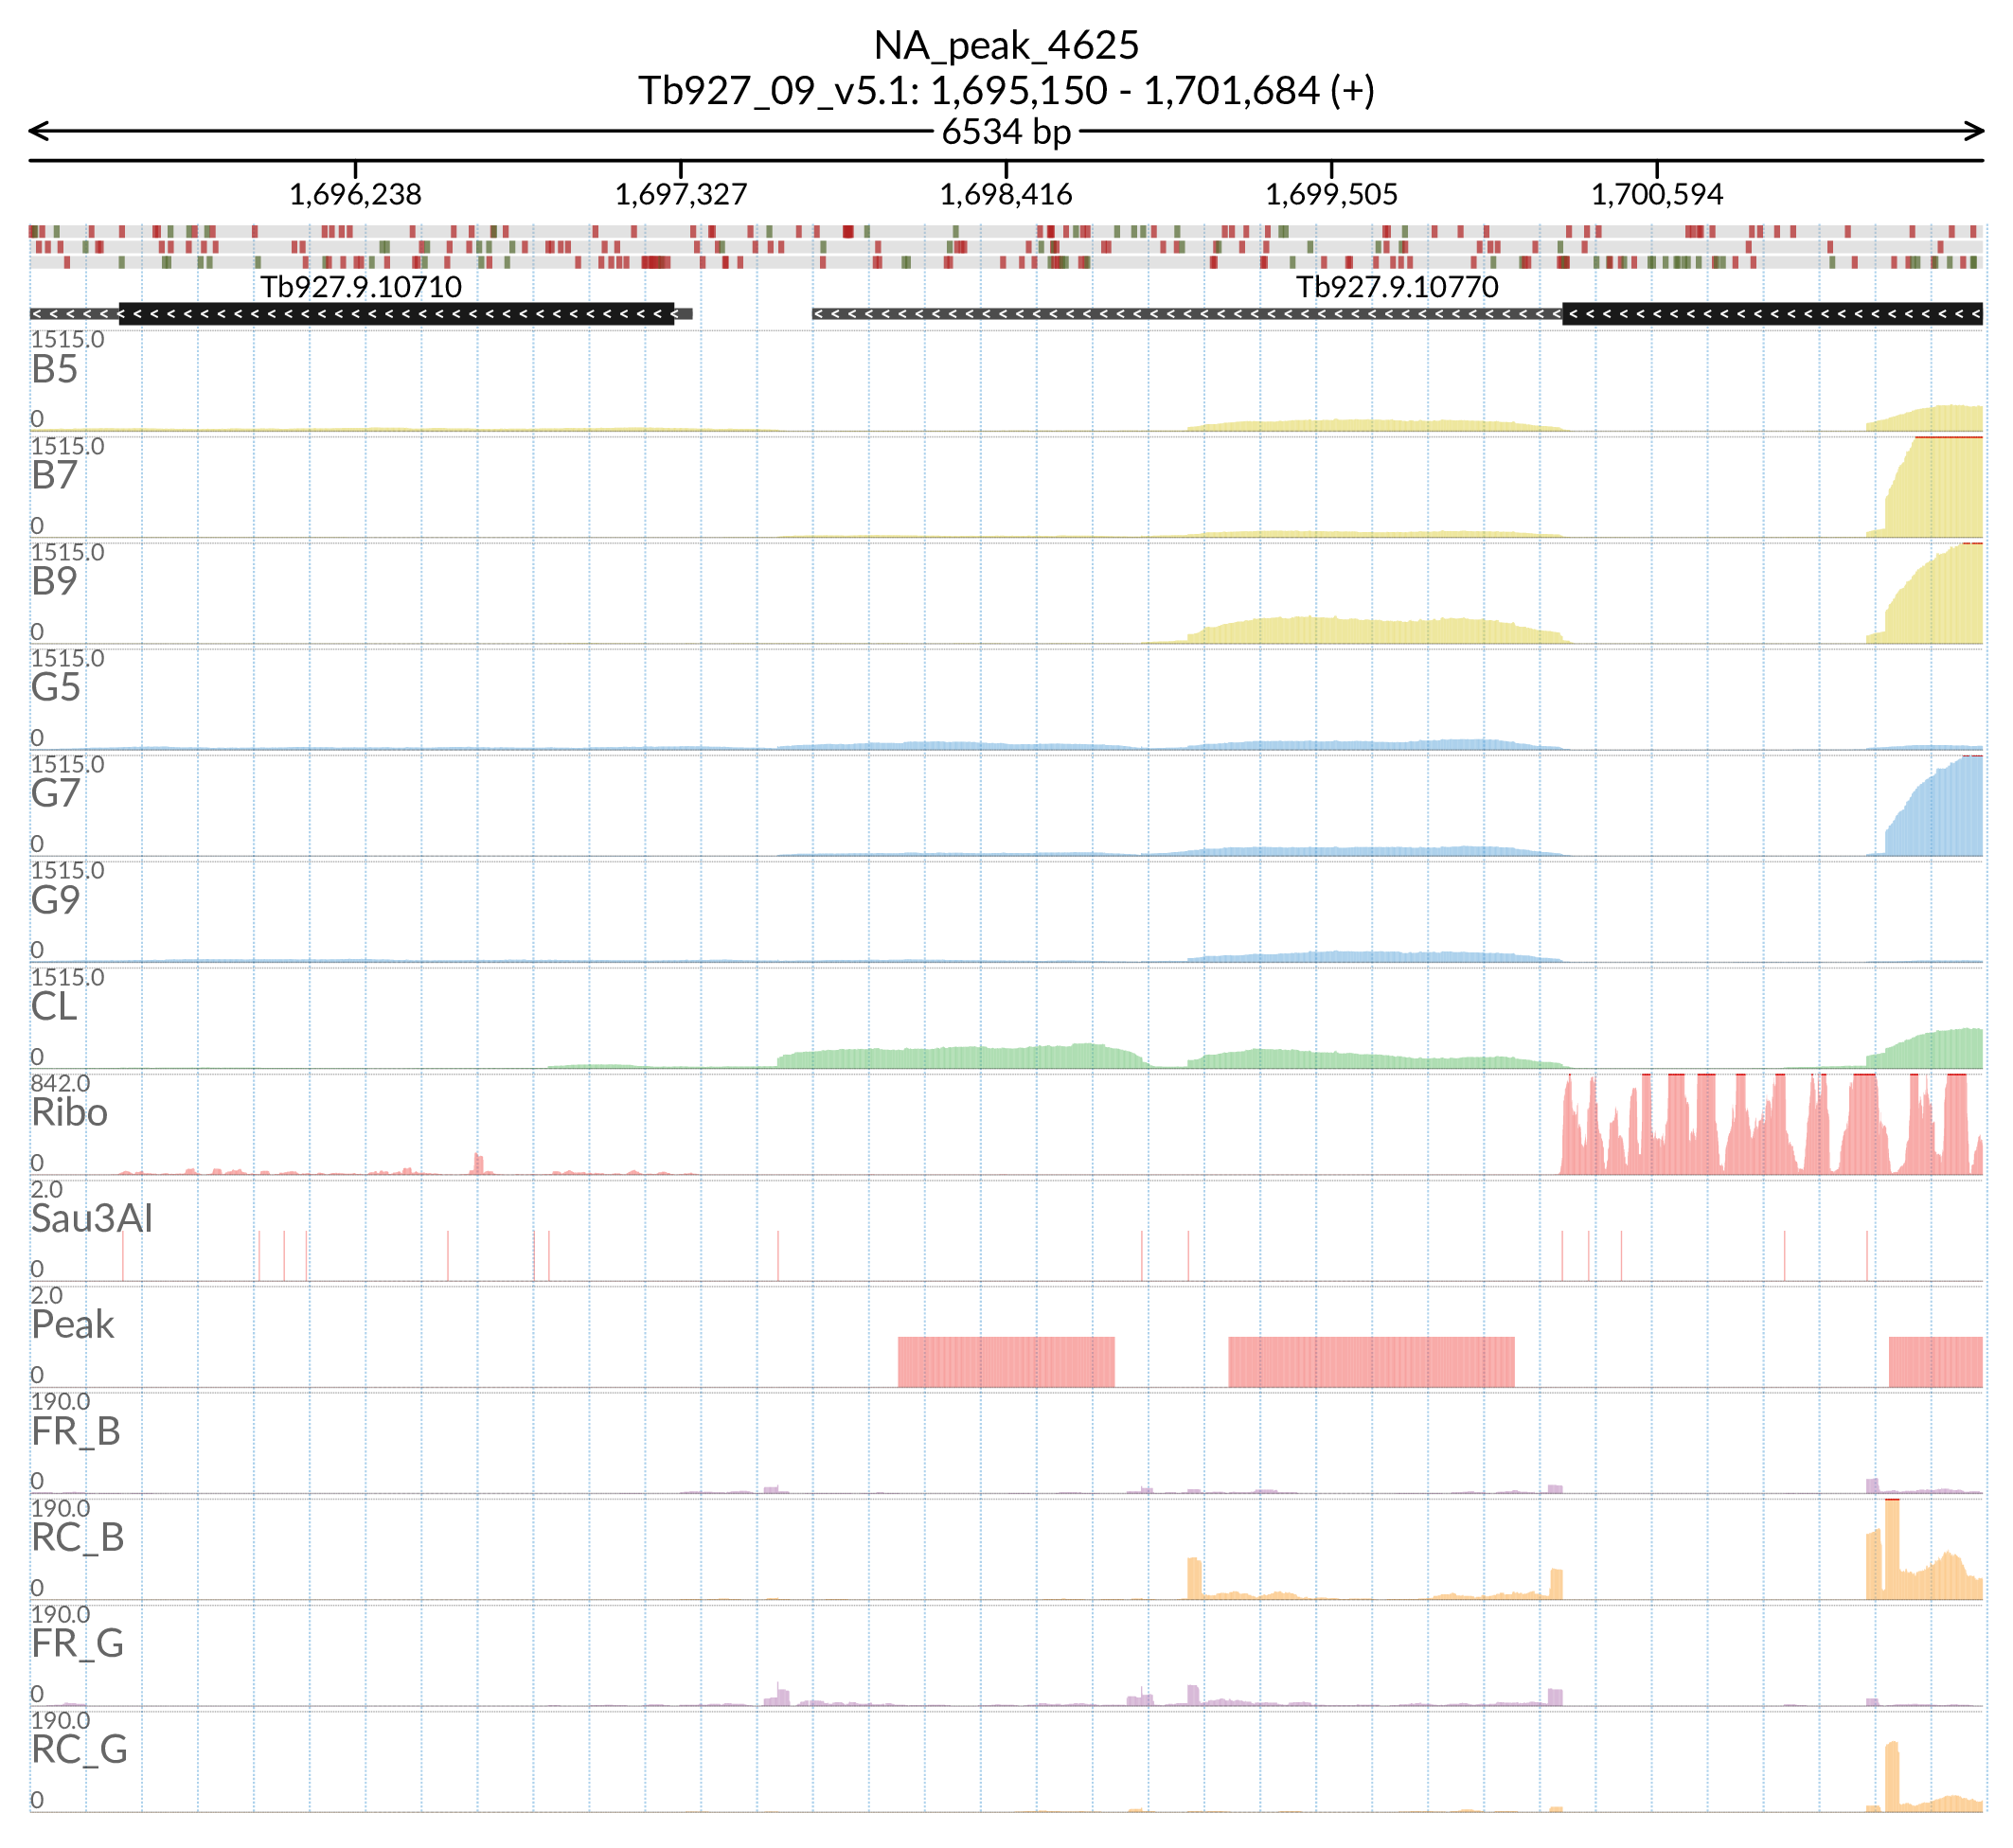 NA_peak_4625
Tb927_09_v5.1: 1,695,150 - 1,701,684 (+)
6534 bp
1,696,238 1,697,327 1,698,416 1,699,505 1,700,594
Tb927.9.10710 Tb927.9.10770
1515.0
B5
0
1515.0
B7
0
1515.0
B9
0
1515.0
G5
0
1515.0
G7
0
1515.0
G9
0
1515.0
CL
0
842.0
Ribo
0
2.0
Sau3AI
0
2.0
Peak
0
190.0
FR_B
0
190.0
RC_B
0
190.0
FR_G
0
190.0
RC_G
0